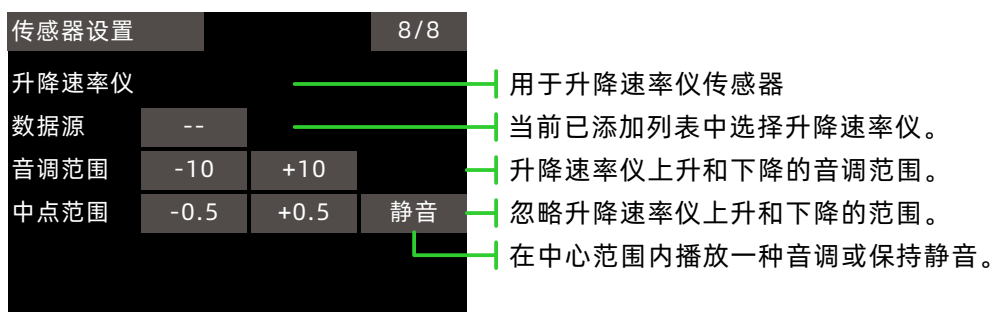 传感器设置 8/8
升降速率仪 用于升降速率仪传感器
数据源 -- 当前已添加列表中选择升降速率仪。
音调范围 -10 +10 升降速率仪上升和下降的音调范围。
中点范围 -0.5 +0.5 静音 忽略升降速率仪上升和下降的范围。
在中心范围内播放一种音调或保持静音。